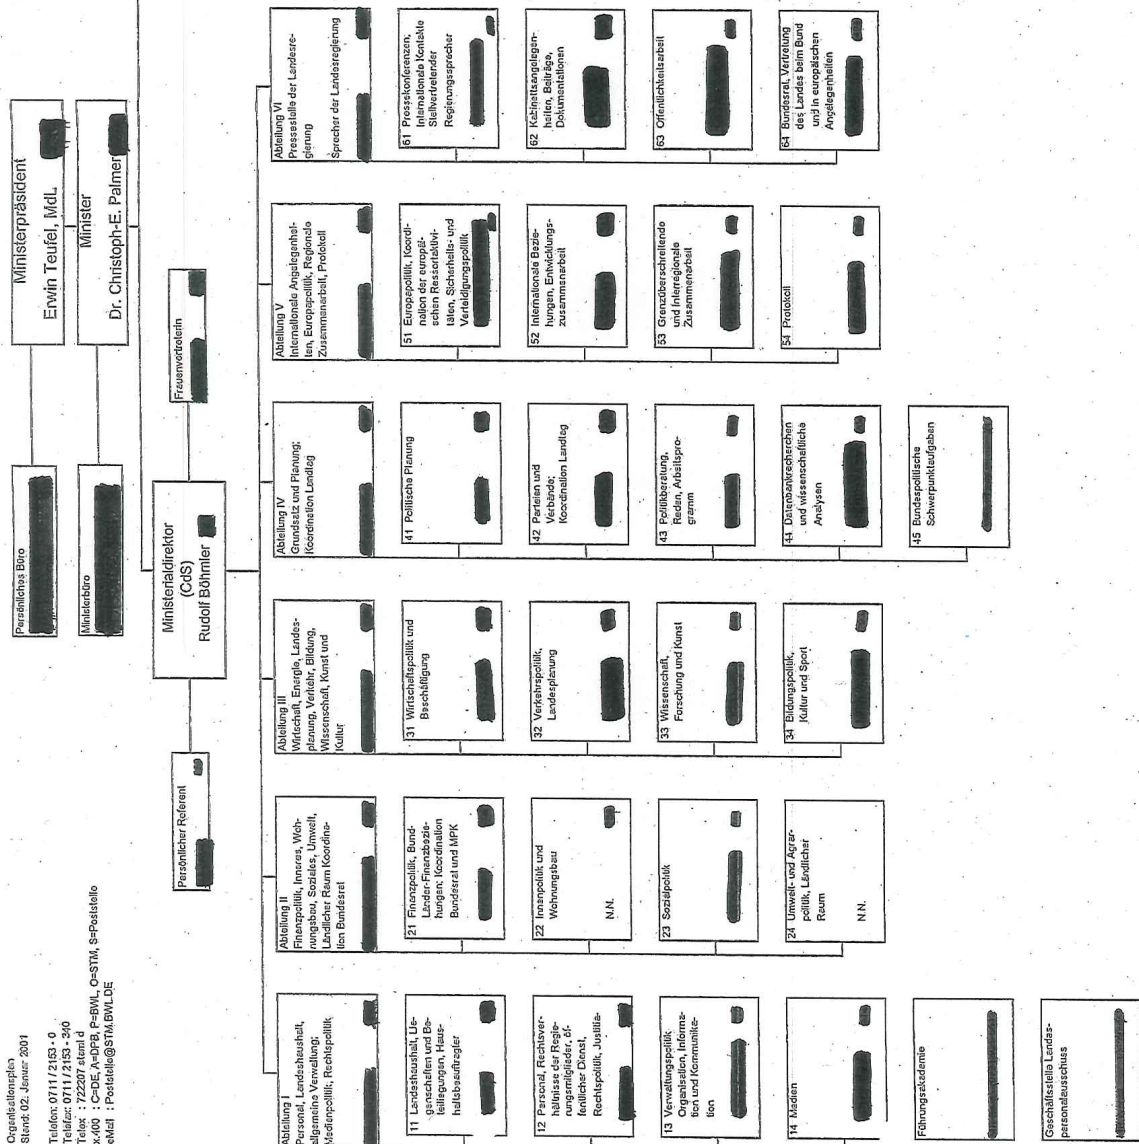 Organisationsplan
Stand: 02. Januar 2001
Telefon: 0711 / 2153 - 0
Telefax: 0711 / 2153 - 340
Telex : 722207 stami d
x.400 : C=DE, A=DPB, P=BWL, O=STM, S=Poststelle
eMail : Poststelle@STM.BWL.DE
Ministerpräsident
Erwin Teufel, MdL
Persönliches Büro
Minister
Dr. Christoph-E. Palmer
Ministerbüro
Ministerialdirektor
(CdS)
Rudolf Böhmler
Persönlicher Referent
Frauenvertreterin
Abteilung I
Personal, Landeshaushalt,
allgemeine Verwaltung;
Medienpolitik, Rechtspolitik
11 Landeshaushalt, Lie-
genschaften und Be-
teiligungen, Haus-
haltsbeauftragter
12 Personal, Rechtsver-
hältnisse der Regie-
rungsmitglieder, öf-
fentlicher Dienst,
Rechtspolitik, Justitia-
13 Verwaltungspolitik
Organisation, Informa-
tion und Kommunika-
tion
14 Medien
Führungsakademie
Geschäftsstelle Landes-
personalausschuss
Abteilung II
Finanzpolitik, Inneres, Woh-
nungsbau, Soziales, Umwelt,
Ländlicher Raum Koordina-
tion Bundesrat
21 Finanzpolitik, Bund-
Länder-Finanzbezie-
hungen; Koordination
Bundesrat und MPK
22 Innenpolitik und
Wohnungsbau
N.N.
23 Sozialpolitik
24 Umwelt- und Agrar-
politik, Ländlicher
Raum
N.N.
Abteilung III
Wirtschaft, Energie, Landes-
planung, Verkehr, Bildung,
Wissenschaft, Kunst und
Kultur
31 Wirtschaftspolitik und
Beschäftigung
32 Verkehrspolitik,
Landesplanung
33 Wissenschaft,
Forschung und Kunst
34 Bildungspolitik,
Kultur und Sport
Abteilung IV
Grundsatz und Planung;
Koordination Landtag
41 Politische Planung
42 Parteien und
Verbände;
Koordination Landtag
43 Politikberatung,
Reden, Arbeitspro-
gramm
44 Datenbankrecherchen
und wissenschaftliche
Analysen
45 Bundespolitische
Schwerpunktaufgaben
Abteilung V
Internationale Angelegenhei-
ten, Europapolitik, Regionale
Zusammenarbeit, Protokoll
51 Europapolitik, Koordi-
nation der europäi-
schen Ressortaktivi-
täten, Sicherheits- und
Verteidigungspolitik
52 Internationale Bezie-
hungen, Entwicklungs-
zusammenarbeit
53 Grenzüberschreitende
und Interregionale
Zusammenarbeit
54 Protokoll
Abteilung VI
Pressestelle der Landesre-
gierung
Sprecher der Landesregierung
61 Pressekonferenzen,
Internationale Kontakte
Stellvertretender
Regierungssprecher
62 Kabinettsangelegen-
heiten, Beiträge,
Dokumentationen
63 Öffentlichkeitsarbeit
64 Bundesrat, Vertretung
des Landes beim Bund
und in europäischen
Angelegenheiten